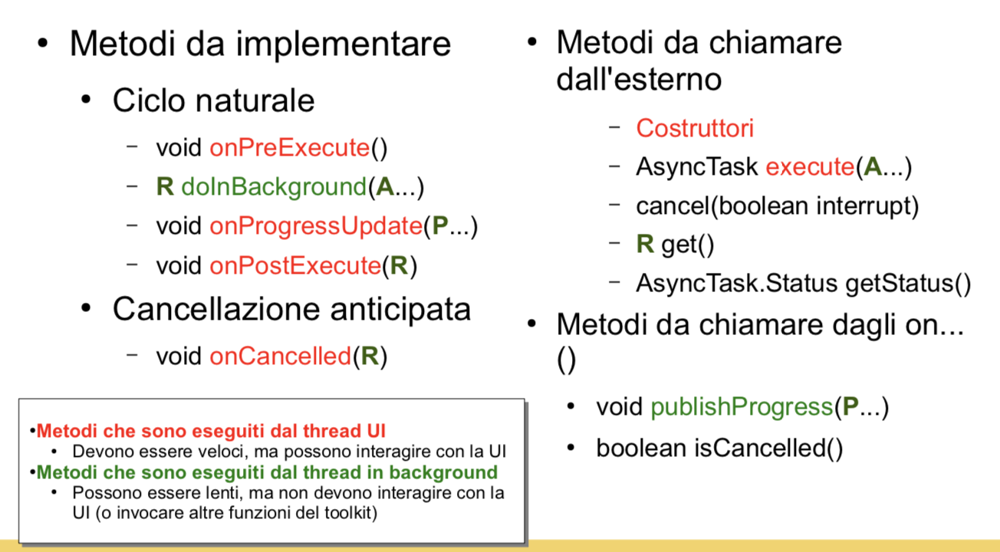 • Metodi da implementare
• Ciclo naturale
– void onPreExecute()
– R doInBackground(A...)
– void onProgressUpdate(P...)
– void onPostExecute(R)
• Cancellazione anticipata
– void onCancelled(R)
•Metodi che sono eseguiti dal thread UI
• Devono essere veloci, ma possono interagire con la UI
•Metodi che sono eseguiti dal thread in background
• Possono essere lenti, ma non devono interagire con la
UI (o invocare altre funzioni del toolkit)
• Metodi da chiamare
dall'esterno
– Costruttori
– AsyncTask execute(A...)
– cancel(boolean interrupt)
– R get()
– AsyncTask.Status getStatus()
• Metodi da chiamare dagli on...
()
• void publishProgress(P...)
• boolean isCancelled()